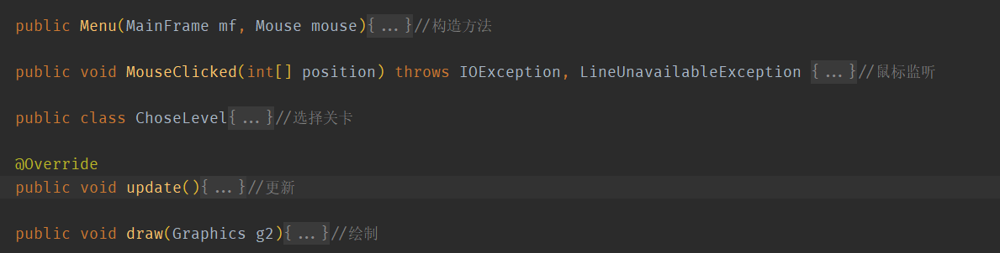 public Menu(MainFrame mf, Mouse mouse){...}//构造方法
public void MouseClicked(int[] position) throws IOException, LineUnavailableException {...}//鼠标监听
public class ChoseLevel{...}//选择关卡
@Override
public void update(){...}//更新
public void draw(Graphics g2){...}//绘制